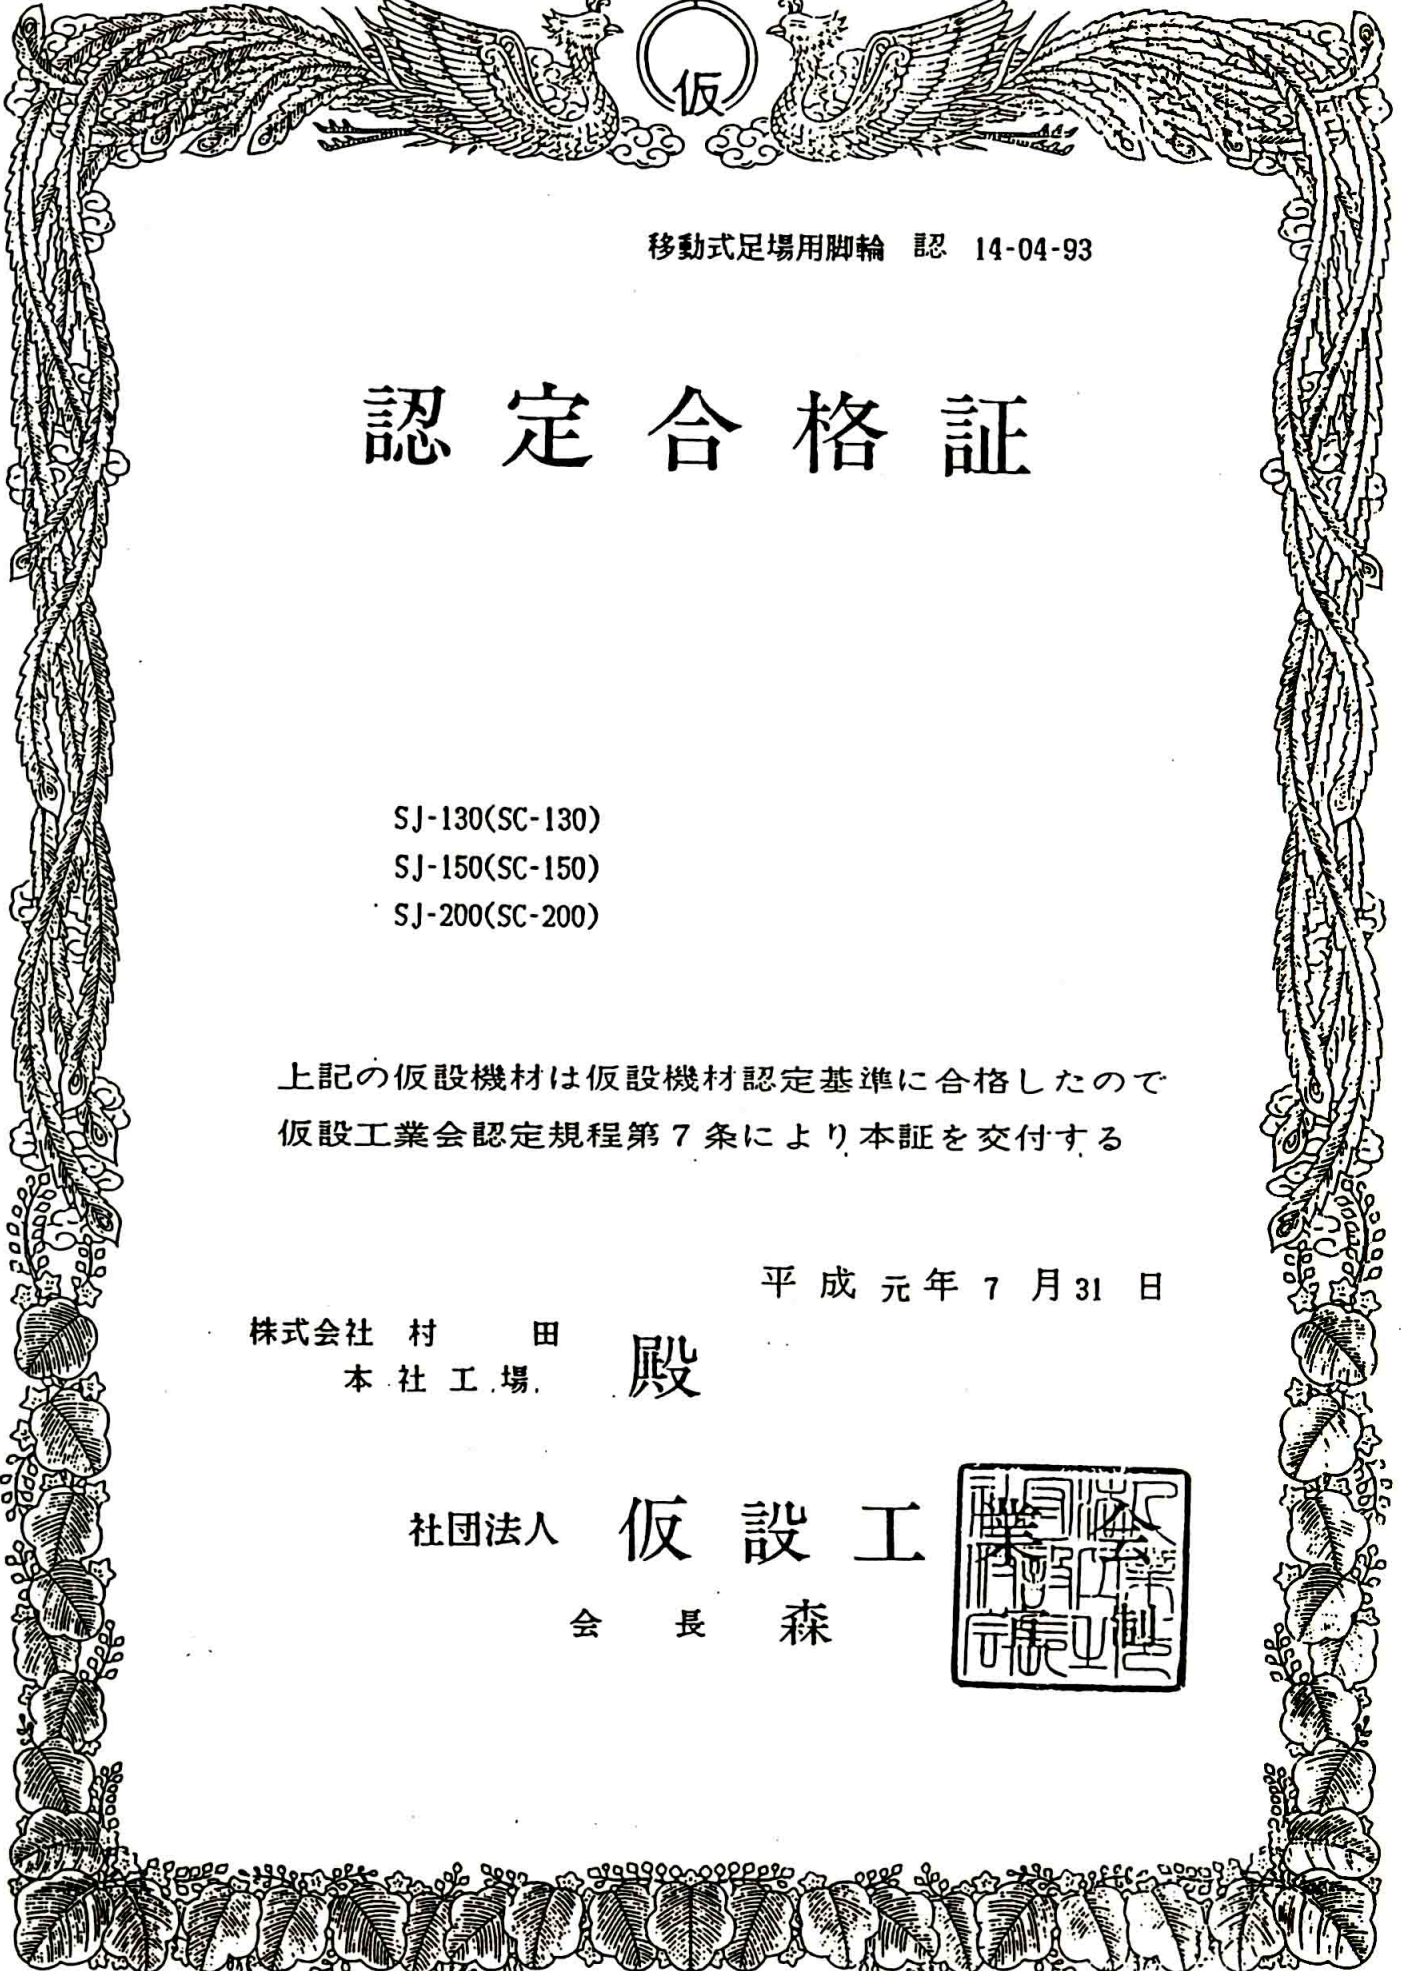 仮
移動式足場用脚輪 認 14-04-93
認定合格証
SJ-130(SC-130)
SJ-150(SC-150)
SJ-200(SC-200)
上記の仮設機材は仮設機材認定基準に合格したので
仮設工業会認定規程第7条により本証を交付する
平成元年7月31日
株式会社 村 田
本社工場 殿
社団法人 仮設工業会
会 長 森